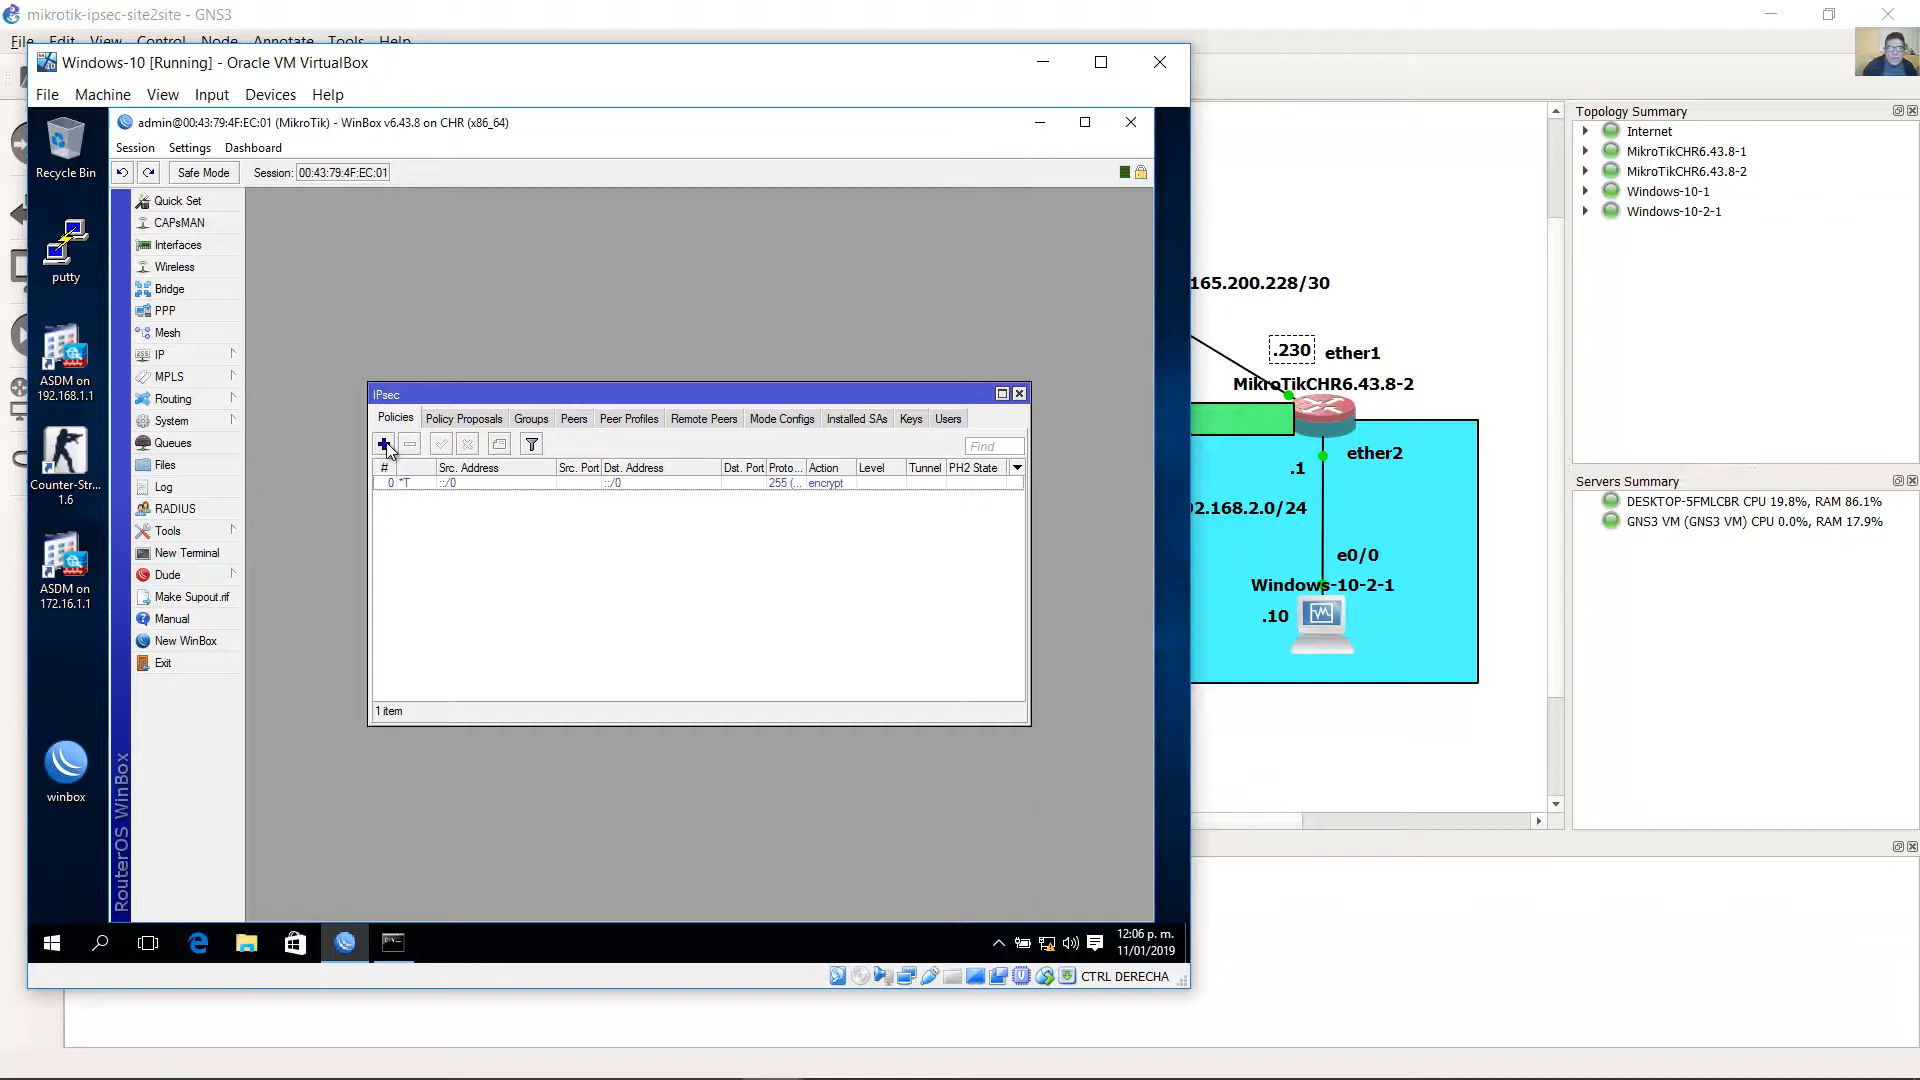 mikrotik-ipsec-site2site - GNS3
File Edit View Control Node Annotate Tools Help
Windows-10 [Running] - Oracle VM VirtualBox
File Machine View Input Devices Help
Recycle Bin
putty
ASDM on
192.168.1.1
Counter-Str...
1.6
ASDM on
172.16.1.1
winbox
admin@00:43:79:4F:EC:01 (MikroTik) - WinBox v6.43.8 on CHR (x86_64)
Session Settings Dashboard
Safe Mode Session: 00:43:79:4F:EC:01
Quick Set
CAPsMAN
Interfaces
Wireless
Bridge
PPP
Mesh
IP
MPLS
Routing
System
Queues
Files
Log
RADIUS
Tools
New Terminal
Dude
Make Supout.rif
Manual
New WinBox
Exit
RouterOS WinBox
IPsec
Policies Policy Proposals Groups Peers Peer Profiles Remote Peers Mode Configs Installed SAs Keys Users
Find
# Src. Address Src. Port Dst. Address Dst. Port Proto... Action Level Tunnel PH2 State
0 *T ::/0 ::/0 255 (... encrypt
1 item
12:06 p. m.
11/01/2019
CTRL DERECHA
165.200.228/30
.230 ether1
MikroTikCHR6.43.8-2
ether2
.1
2.168.2.0/24
e0/0
Windows-10-2-1
.10
Topology Summary
Internet
MikroTikCHR6.43.8-1
MikroTikCHR6.43.8-2
Windows-10-1
Windows-10-2-1
Servers Summary
DESKTOP-5FMLCBR CPU 19.8%, RAM 86.1%
GNS3 VM (GNS3 VM) CPU 0.0%, RAM 17.9%